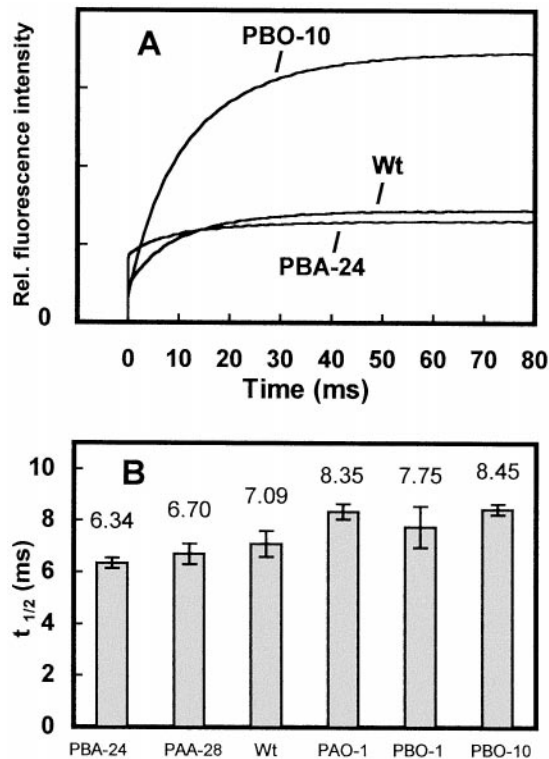 A
PBO-10
Wt
PBA-24
Rel. fluorescence intensity
0
0 10 20 30 40 50 60 70 80
Time (ms)
B
10
8
6
4
2
0
t 1/2 (ms)
6.34 6.70 7.09 8.35 7.75 8.45
PBA-24 PAA-28 Wt PAO-1 PBO-1 PBO-10